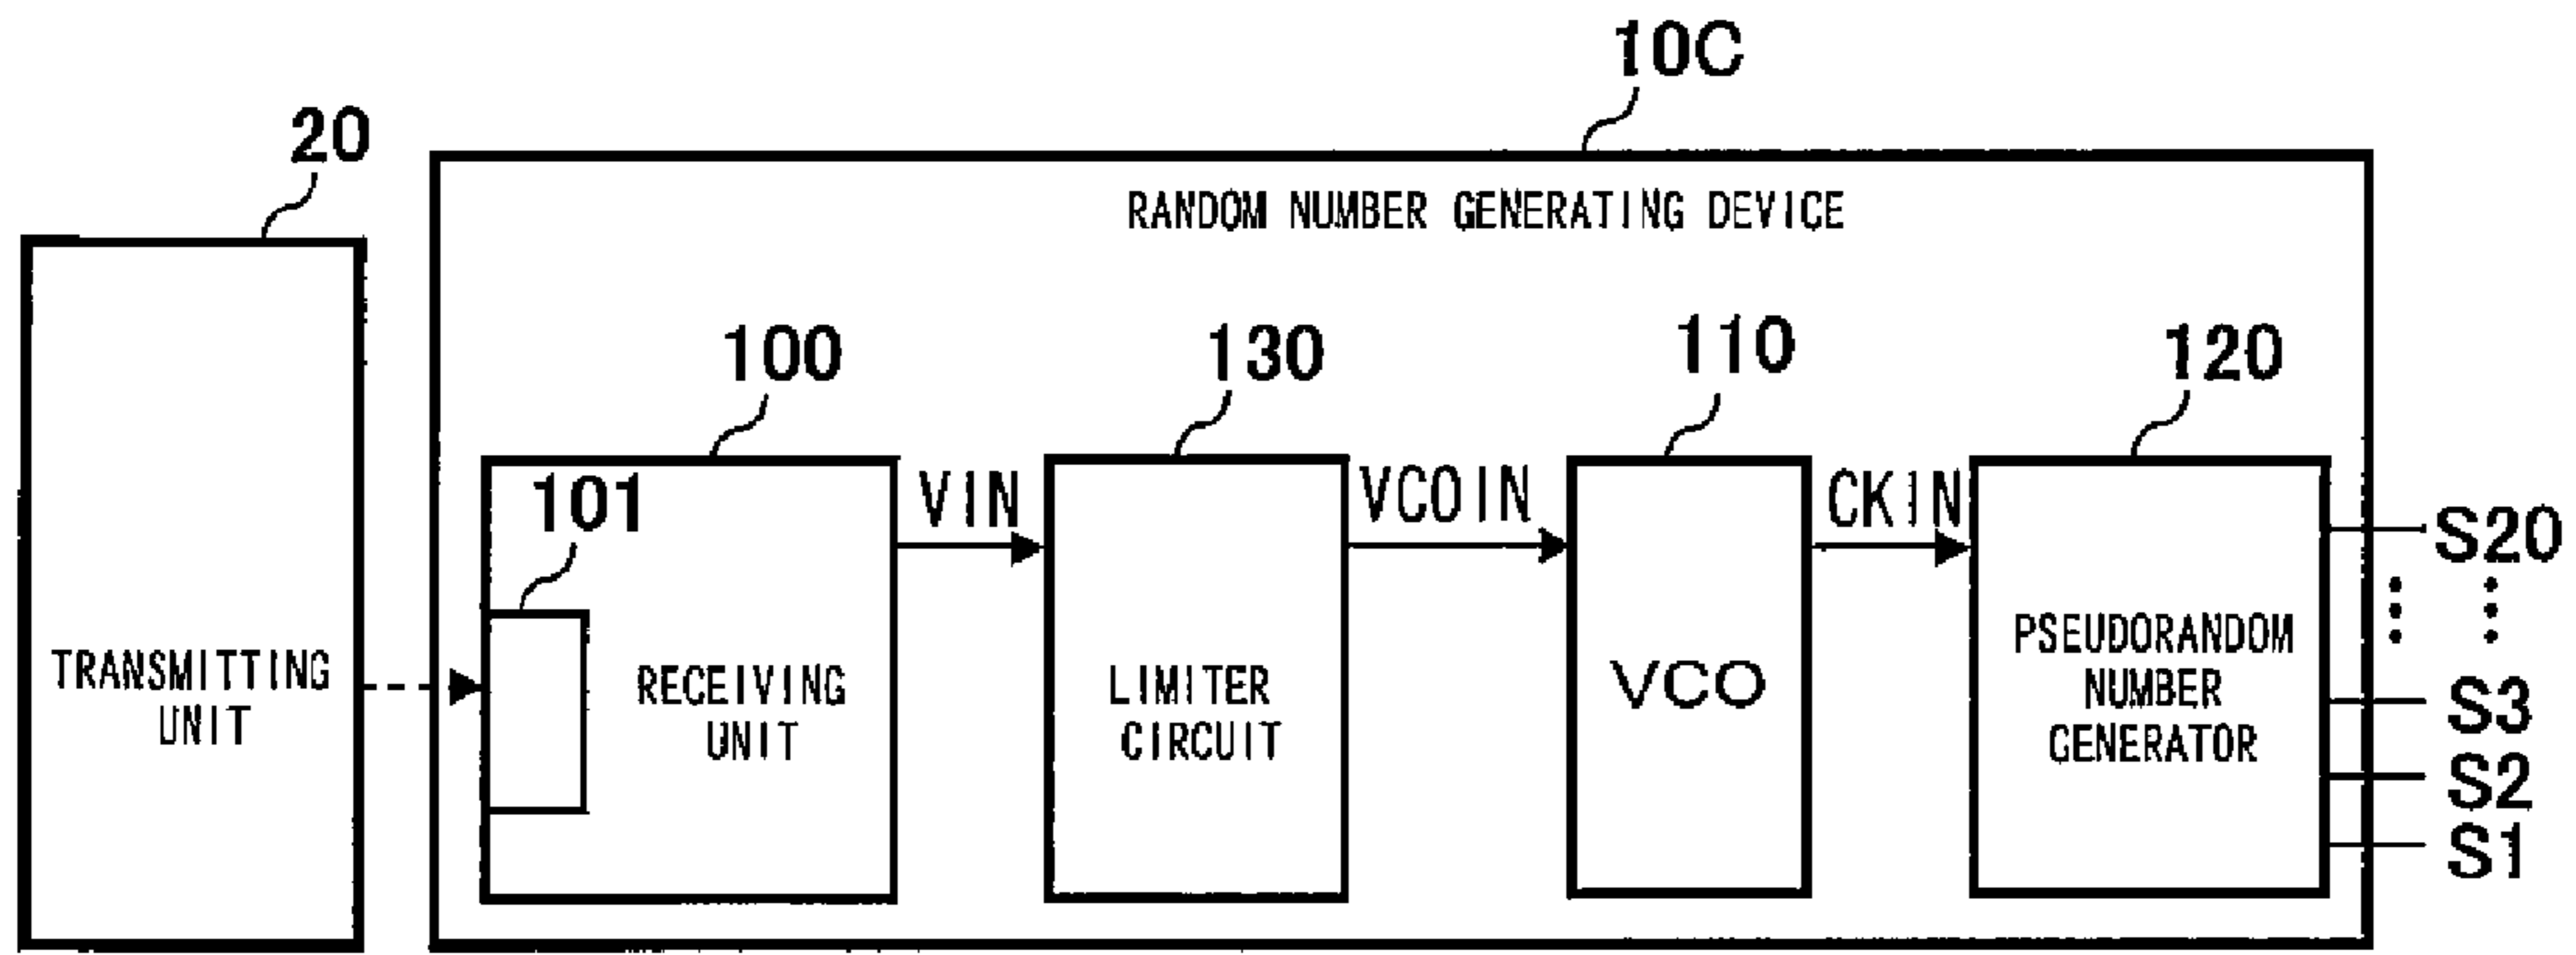 10C
20
RANDOM NUMBER GENERATING DEVICE
100
130
110
120
101
VIN
VCOIN
CKIN
S20
TRANSMITTING
UNIT
RECEIVING
UNIT
LIMITER
CIRCUIT
VCO
PSEUDORANDOM
NUMBER
GENERATOR
S3
S2
S1